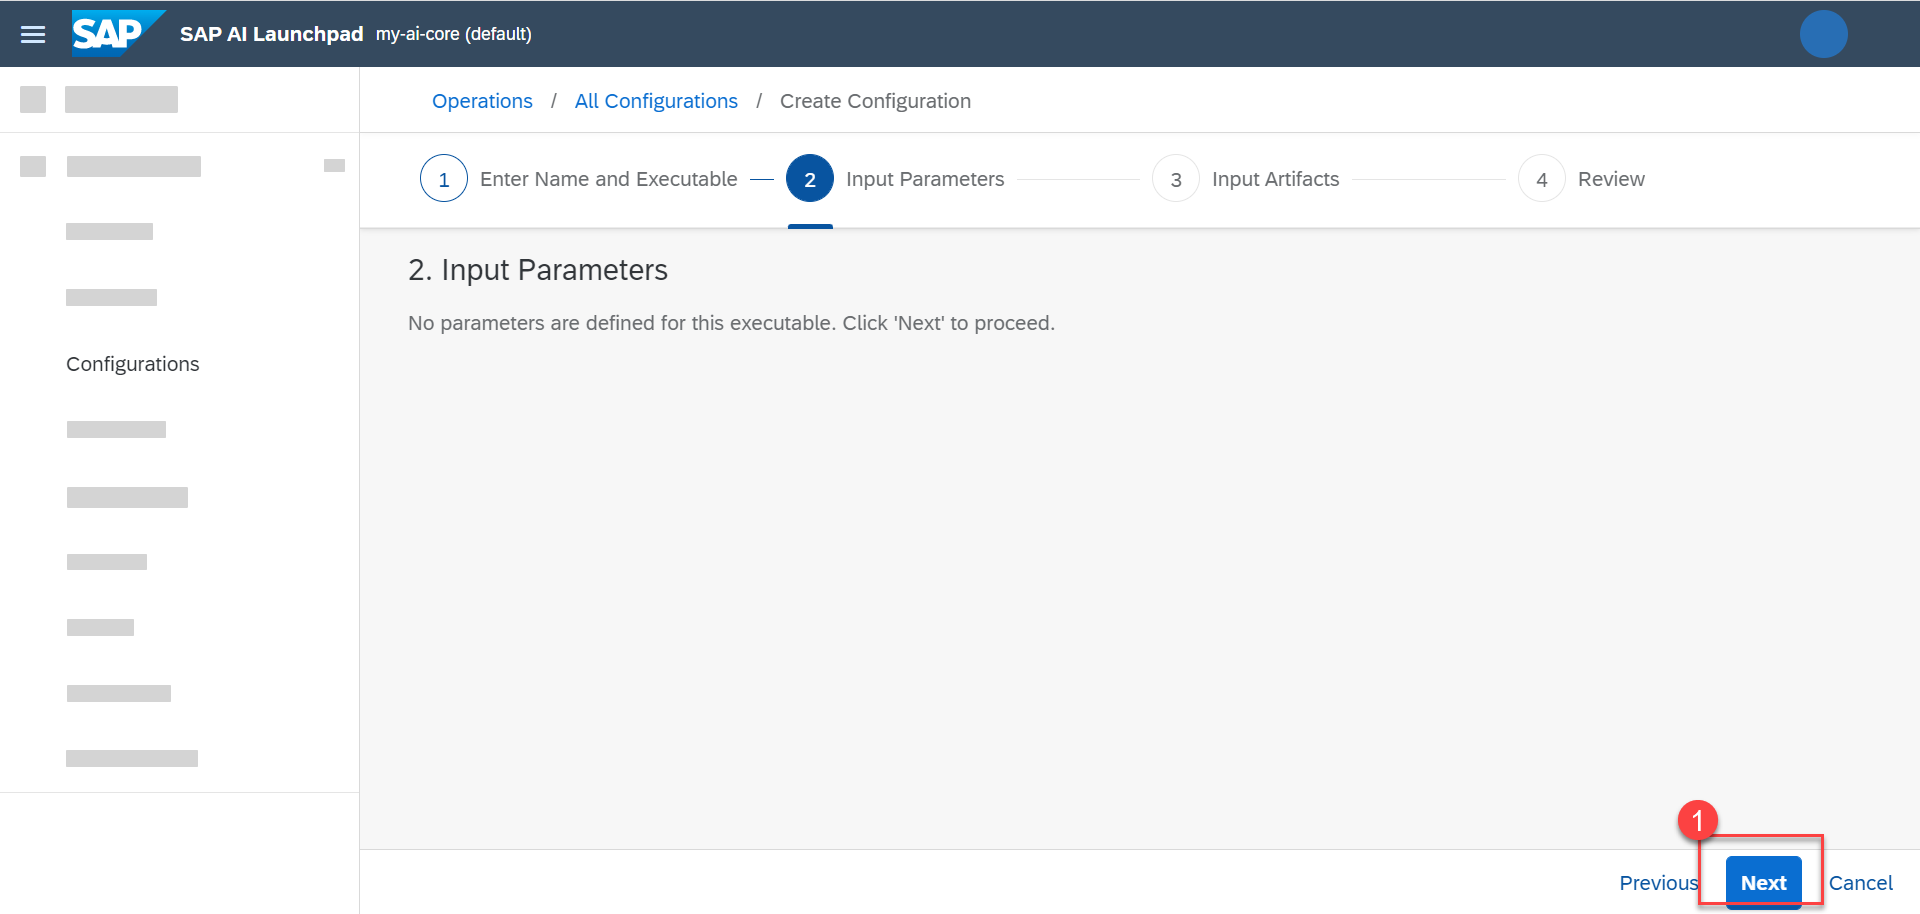 SAP SAP AI Launchpad my-ai-core (default)
Operations / All Configurations / Create Configuration
1 Enter Name and Executable 2 Input Parameters 3 Input Artifacts 4 Review
2. Input Parameters
No parameters are defined for this executable. Click 'Next' to proceed.
Configurations
1
Previous Next Cancel